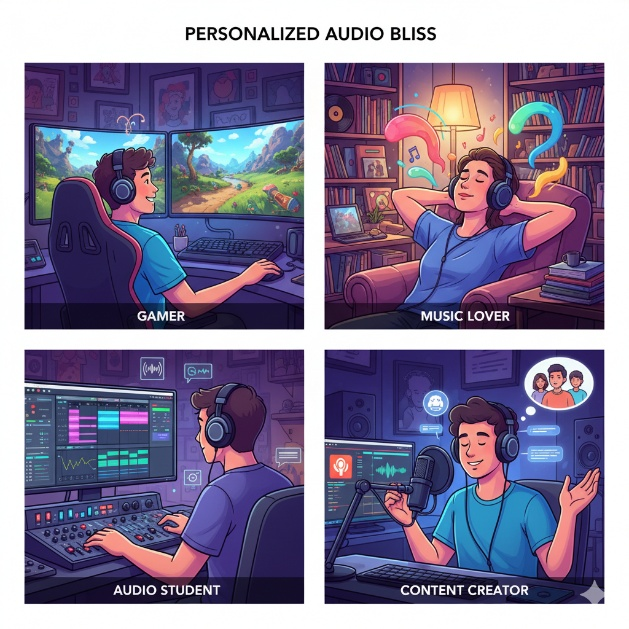 PERSONALIZED AUDIO BLISS
GAMER
MUSIC LOVER
AUDIO STUDENT
CONTENT CREATOR